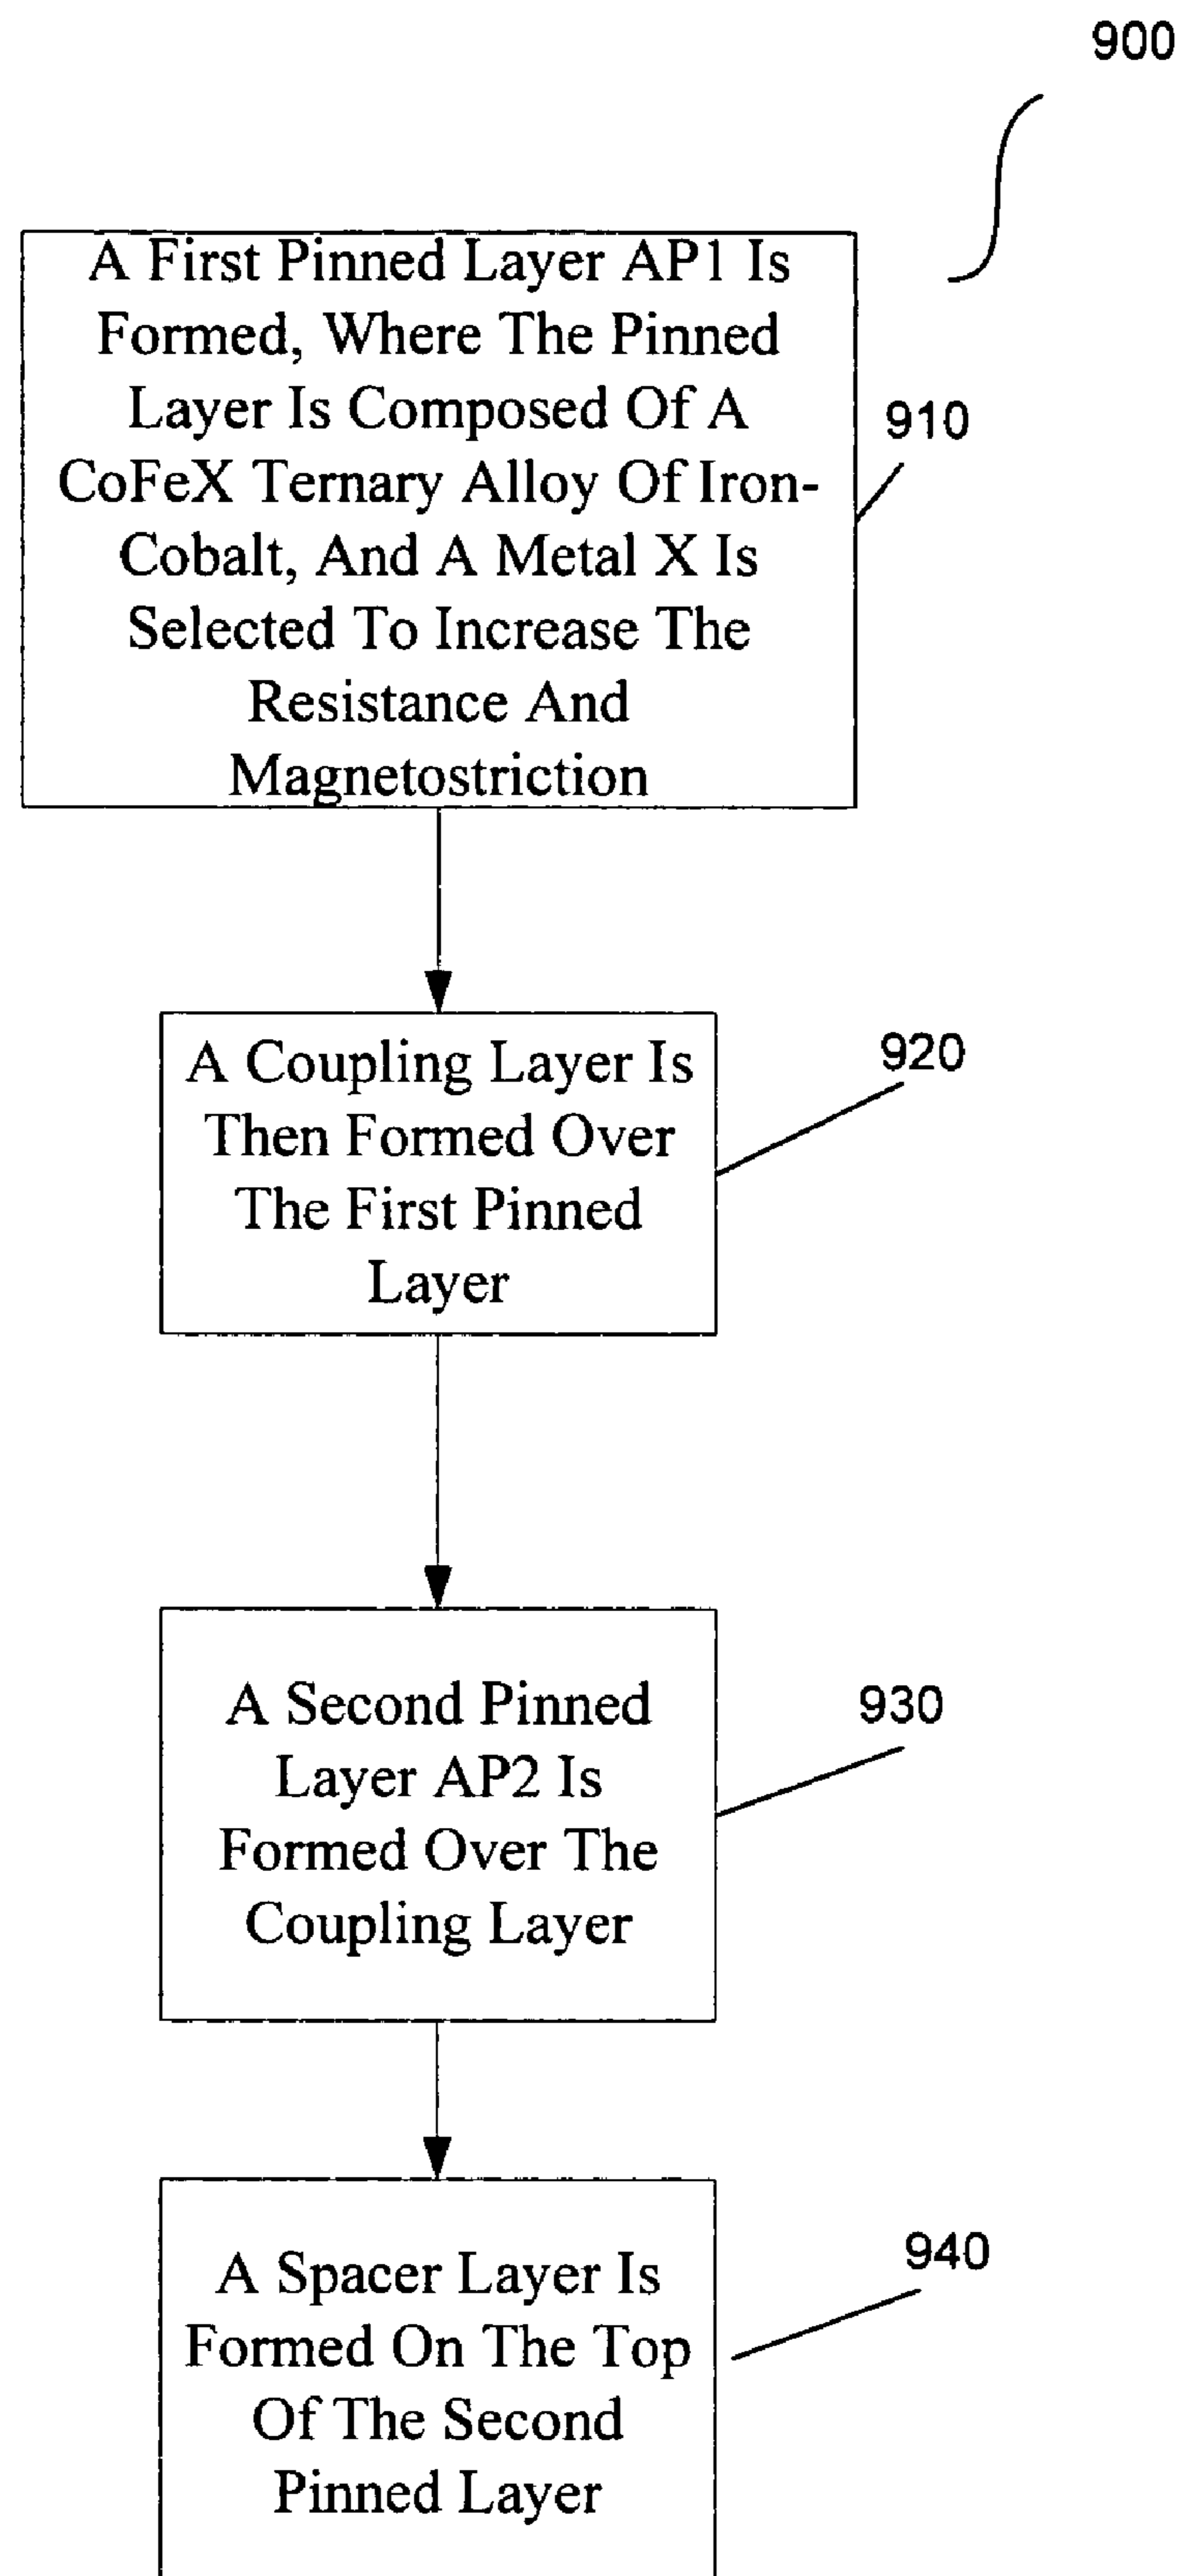 900
A First Pinned Layer AP1 Is
Formed, Where The Pinned
Layer Is Composed Of A
CoFeX Ternary Alloy Of Iron-
Cobalt, And A Metal X Is
Selected To Increase The
Resistance And
Magnetostriction
910
A Coupling Layer Is
Then Formed Over
The First Pinned
Layer
920
A Second Pinned
Layer AP2 Is
Formed Over The
Coupling Layer
930
A Spacer Layer Is
Formed On The Top
Of The Second
Pinned Layer
940